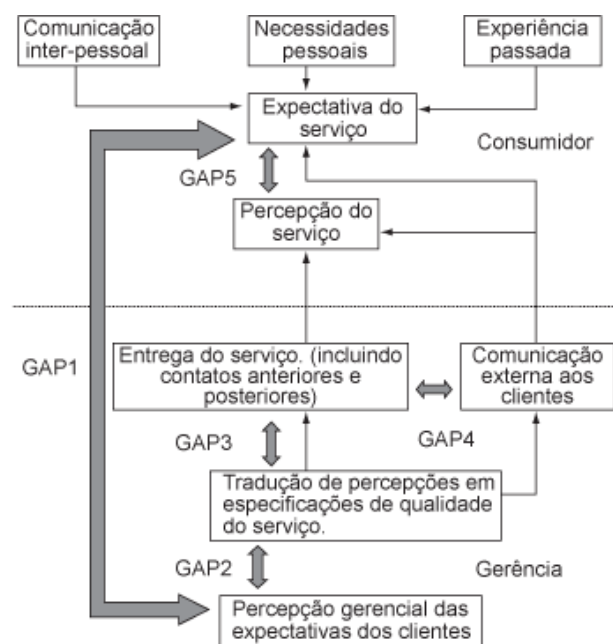 Comunicação
inter-pessoal
Necessidades
pessoais
Experiência
passada
Expectativa do
serviço
Consumidor
GAP5
Percepção do
serviço
GAP1
Entrega do serviço. (incluindo
contatos anteriores e
posteriores)
Comunicação
externa aos
clientes
GAP3
GAP4
Tradução de percepções em
especificações de qualidade
do serviço.
GAP2
Gerência
Percepção gerencial das
expectativas dos clientes